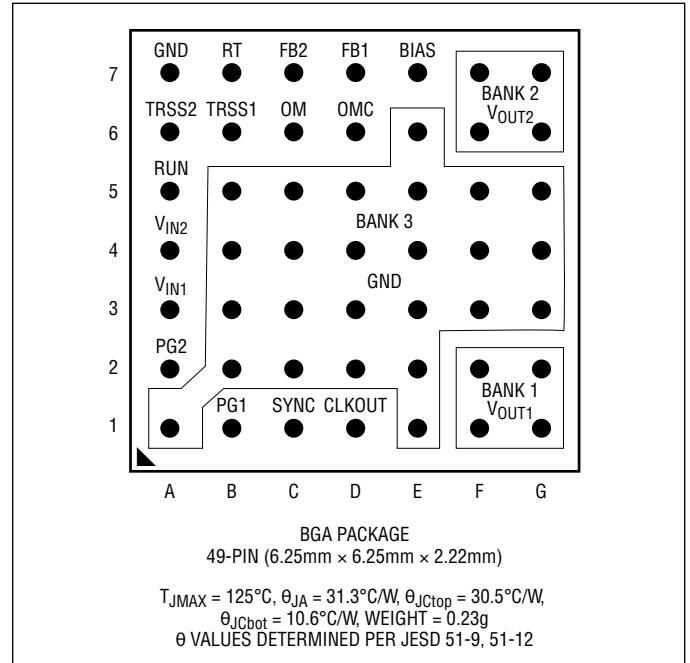 GND RT FB2 FB1 BIAS
7
BANK 2
TRSS2 TRSS1 OM OMC VOUT2
6
RUN
5
VIN2 BANK 3
4
VIN1 GND
3
PG2
2
BANK 1
PG1 SYNC CLKOUT VOUT1
1
A B C D E F G
BGA PACKAGE
49-PIN (6.25mm × 6.25mm × 2.22mm)
TJMAX = 125°C, θJA = 31.3°C/W, θJCtop = 30.5°C/W,
θJCbot = 10.6°C/W, WEIGHT = 0.23g
θ VALUES DETERMINED PER JESD 51-9, 51-12